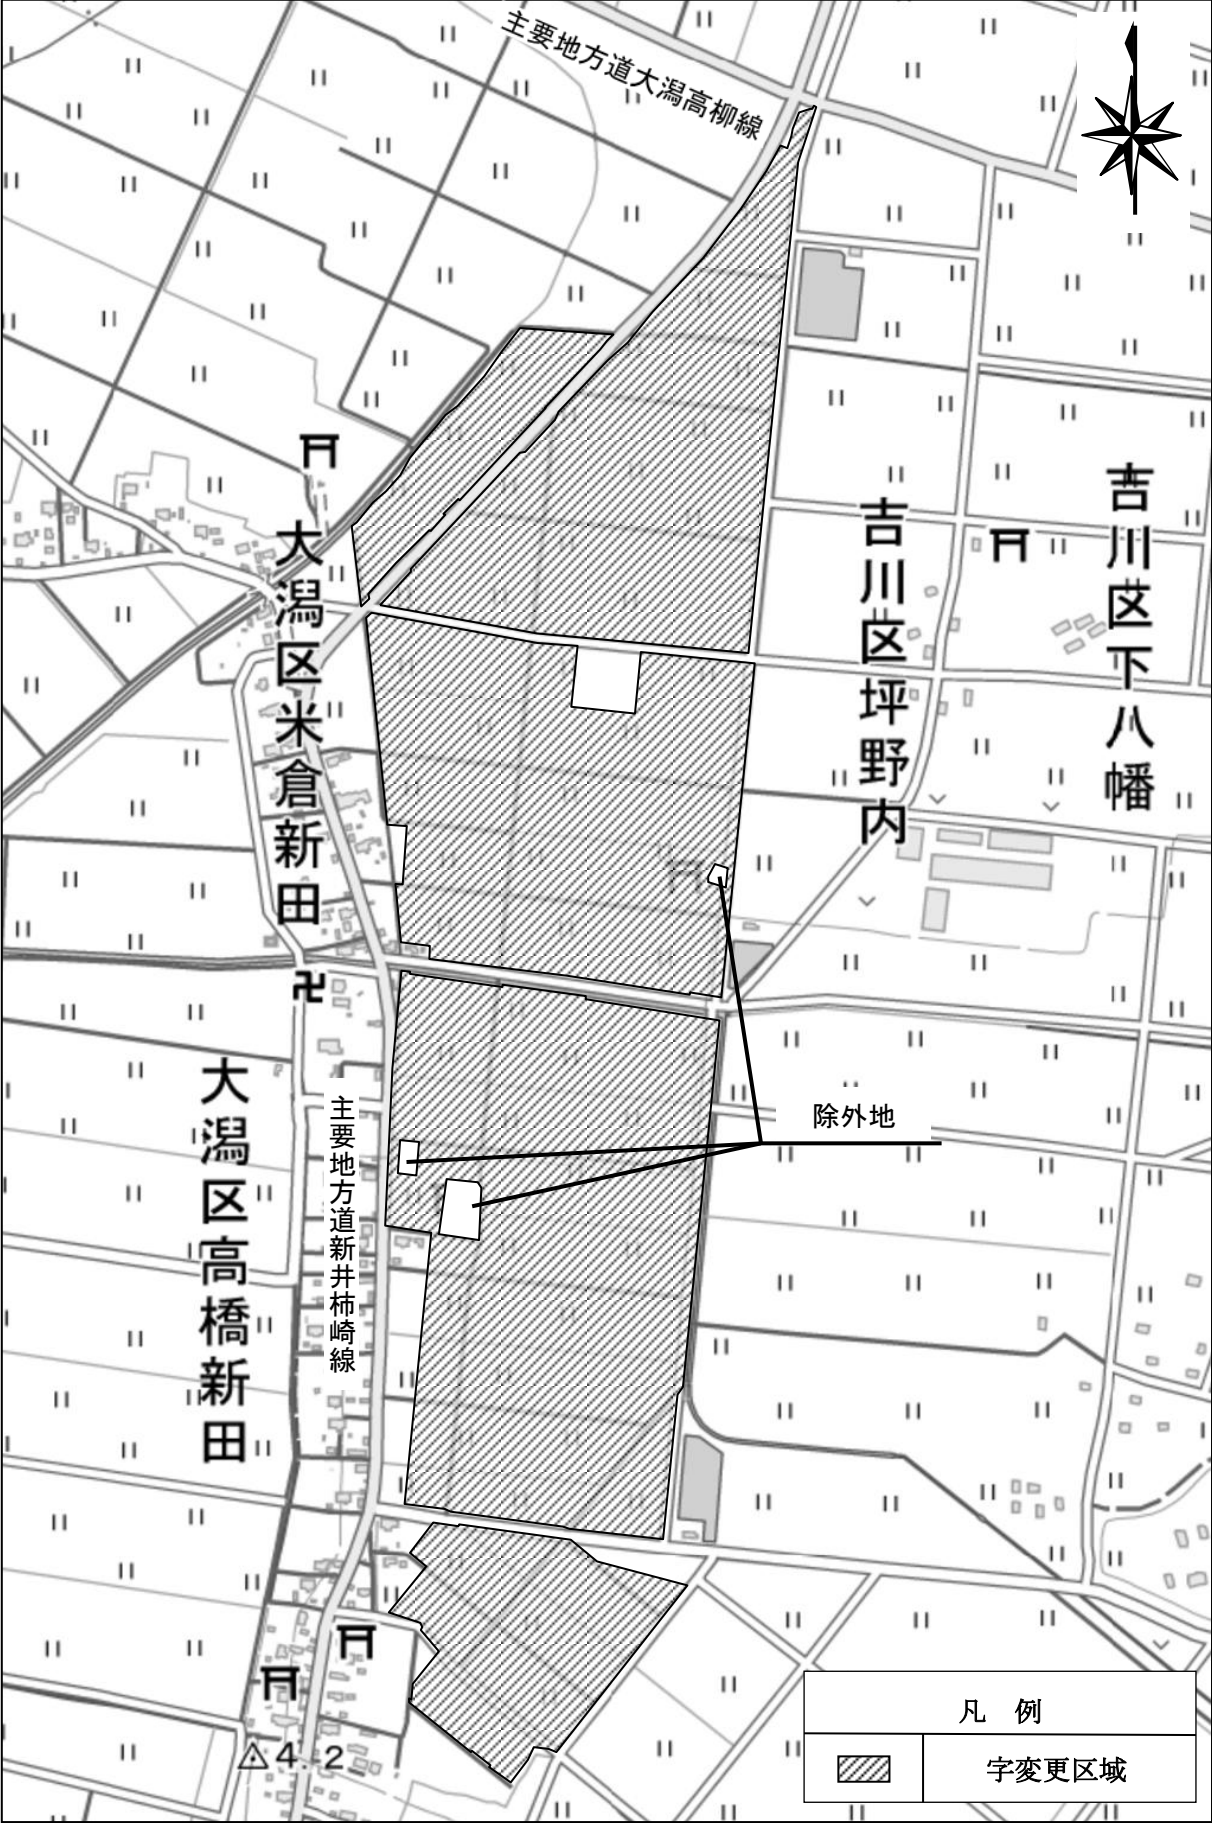 主要地方道大潟高柳線
吉川区下八幡
吉川区坪野内
大潟区米倉新田
大潟区高橋新田
主要地方道新井柿崎線
除外地
4.2
凡 例
字変更区域